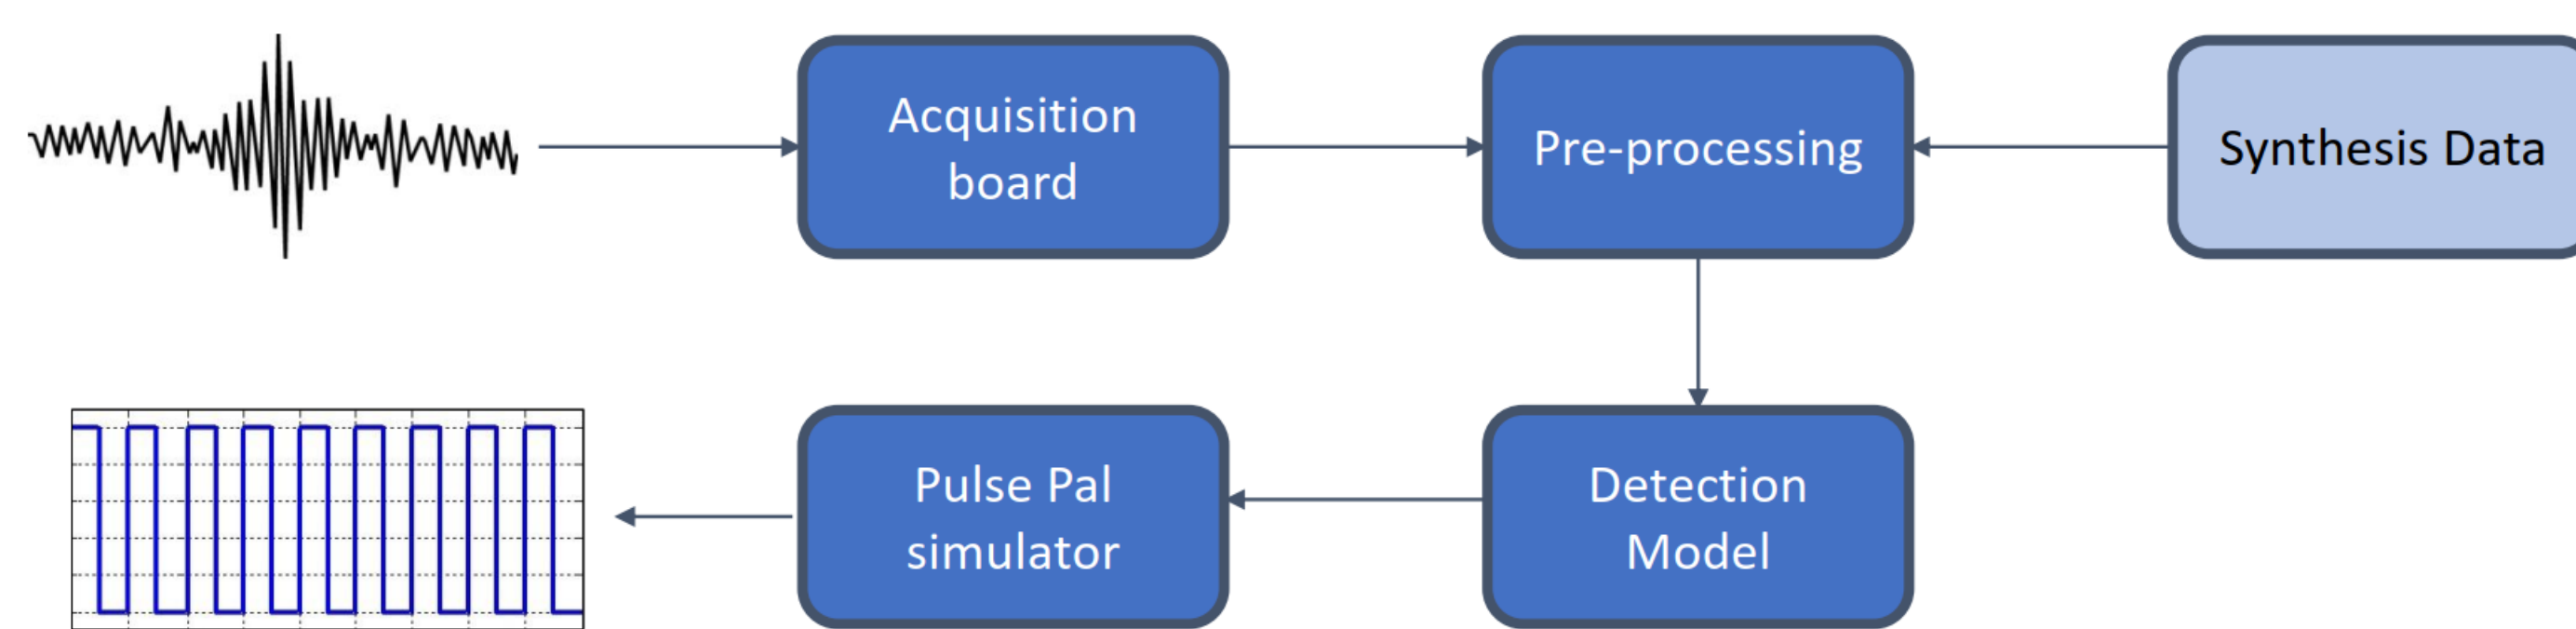 Acquisition
board
Pre-processing
Synthesis Data
Pulse Pal
simulator
Detection
Model